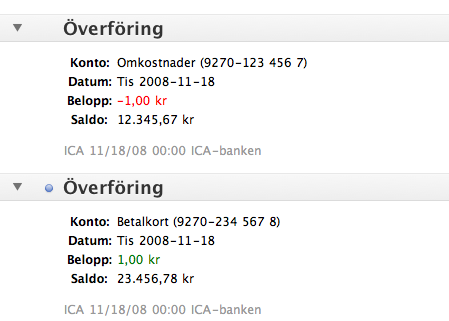 Överföring
Konto: Omkostnader (9270-123 456 7)
Datum: Tis 2008-11-18
Belopp: -1,00 kr
Saldo: 12.345,67 kr
ICA 11/18/08 00:00 ICA-banken
Överföring
Konto: Betalkort (9270-234 567 8)
Datum: Tis 2008-11-18
Belopp: 1,00 kr
Saldo: 23.456,78 kr
ICA 11/18/08 00:00 ICA-banken